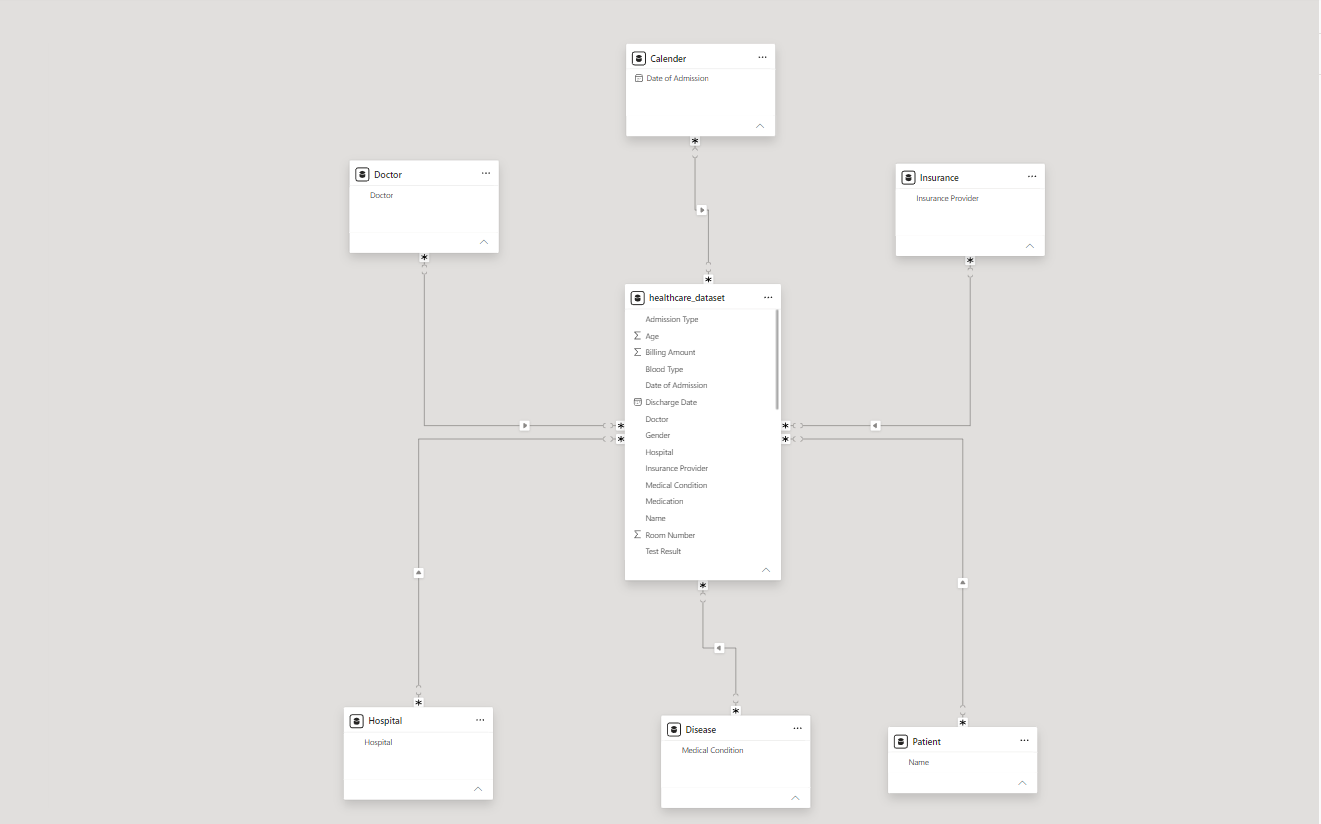 Calender
Date of Admission
Doctor
Doctor
Insurance
Insurance Provider
healthcare_dataset
Admission Type
Age
Billing Amount
Blood Type
Date of Admission
Discharge Date
Doctor
Gender
Hospital
Insurance Provider
Medical Condition
Medication
Name
Room Number
Test Result
Hospital
Hospital
Disease
Medical Condition
Patient
Name